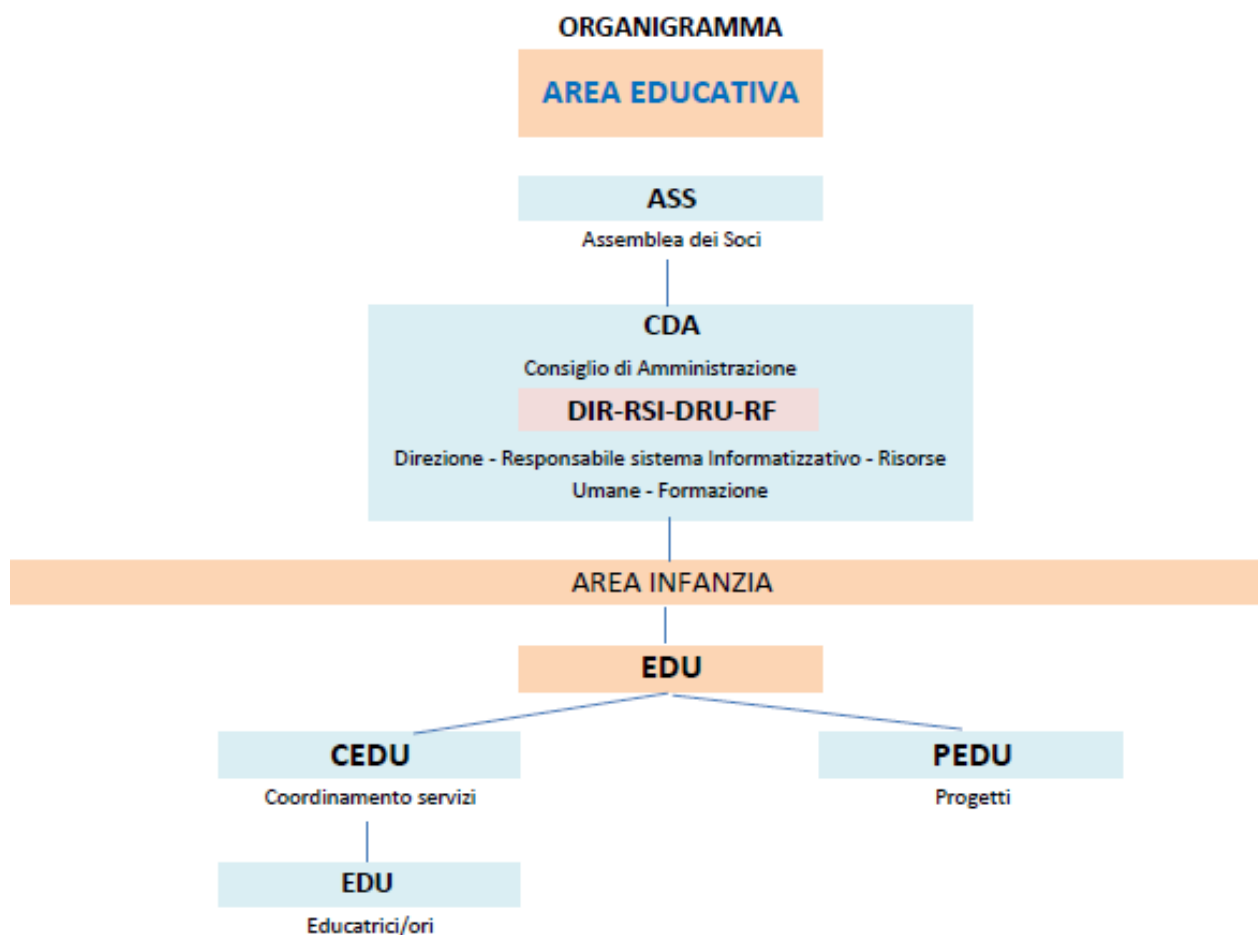 ORGANIGRAMMA
AREA EDUCATIVA
ASS
Assemblea dei Soci
CDA
Consiglio di Amministrazione
DIR-RSI-DRU-RF
Direzione - Responsabile sistema Informatizzativo - Risorse
Umane - Formazione
AREA INFANZIA
EDU
CEDU
Coordinamento servizi
PEDU
Progetti
EDU
Educatrici/ori